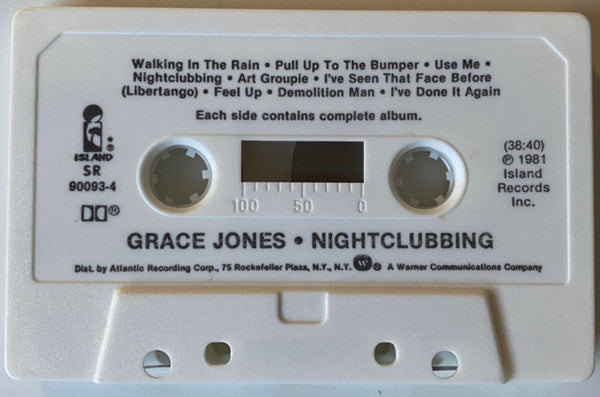 Walking In The Rain • Pull Up To The Bumper • Use Me •
Nightclubbing • Art Groupie • I've Seen That Face Before
(Libertango) • Feel Up • Demolition Man • I've Done It Again
Each side contains complete album.
ISLAND ®
SR
90093-4
(38:40)
℗ 1981
Island
Records
Inc.
100 50 0
GRACE JONES • NIGHTCLUBBING
Dist. by Atlantic Recording Corp., 75 Rockefeller Plaza, N.Y., N.Y. W ® A Warner Communications Company